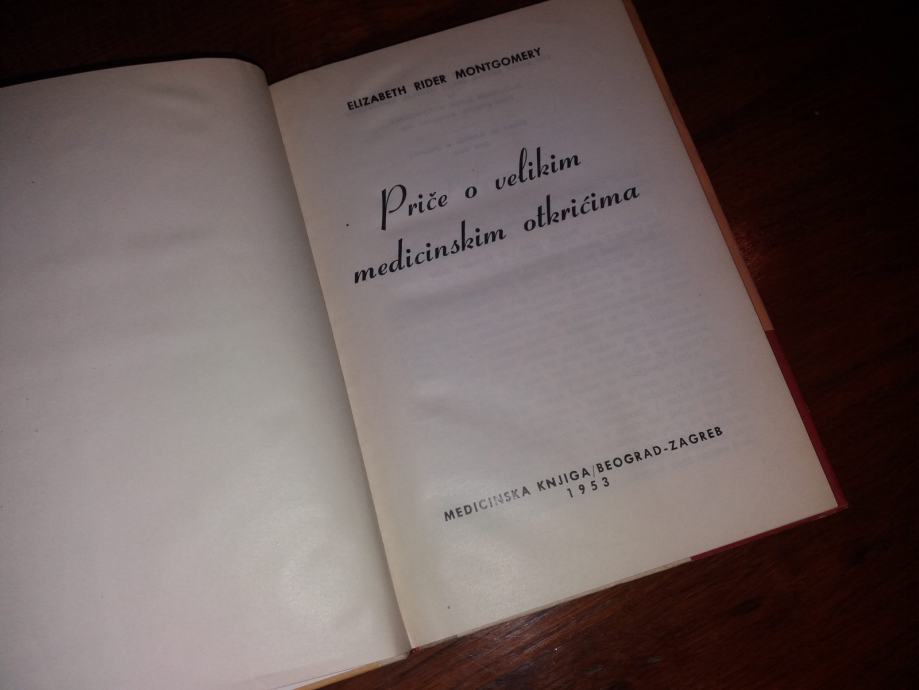 ELIZABETH RIDER MONTGOMERY
Priče o velikim
medicinskim otkrićima
MEDICINSKA KNJIGA/BEOGRAD-ZAGREB
1953